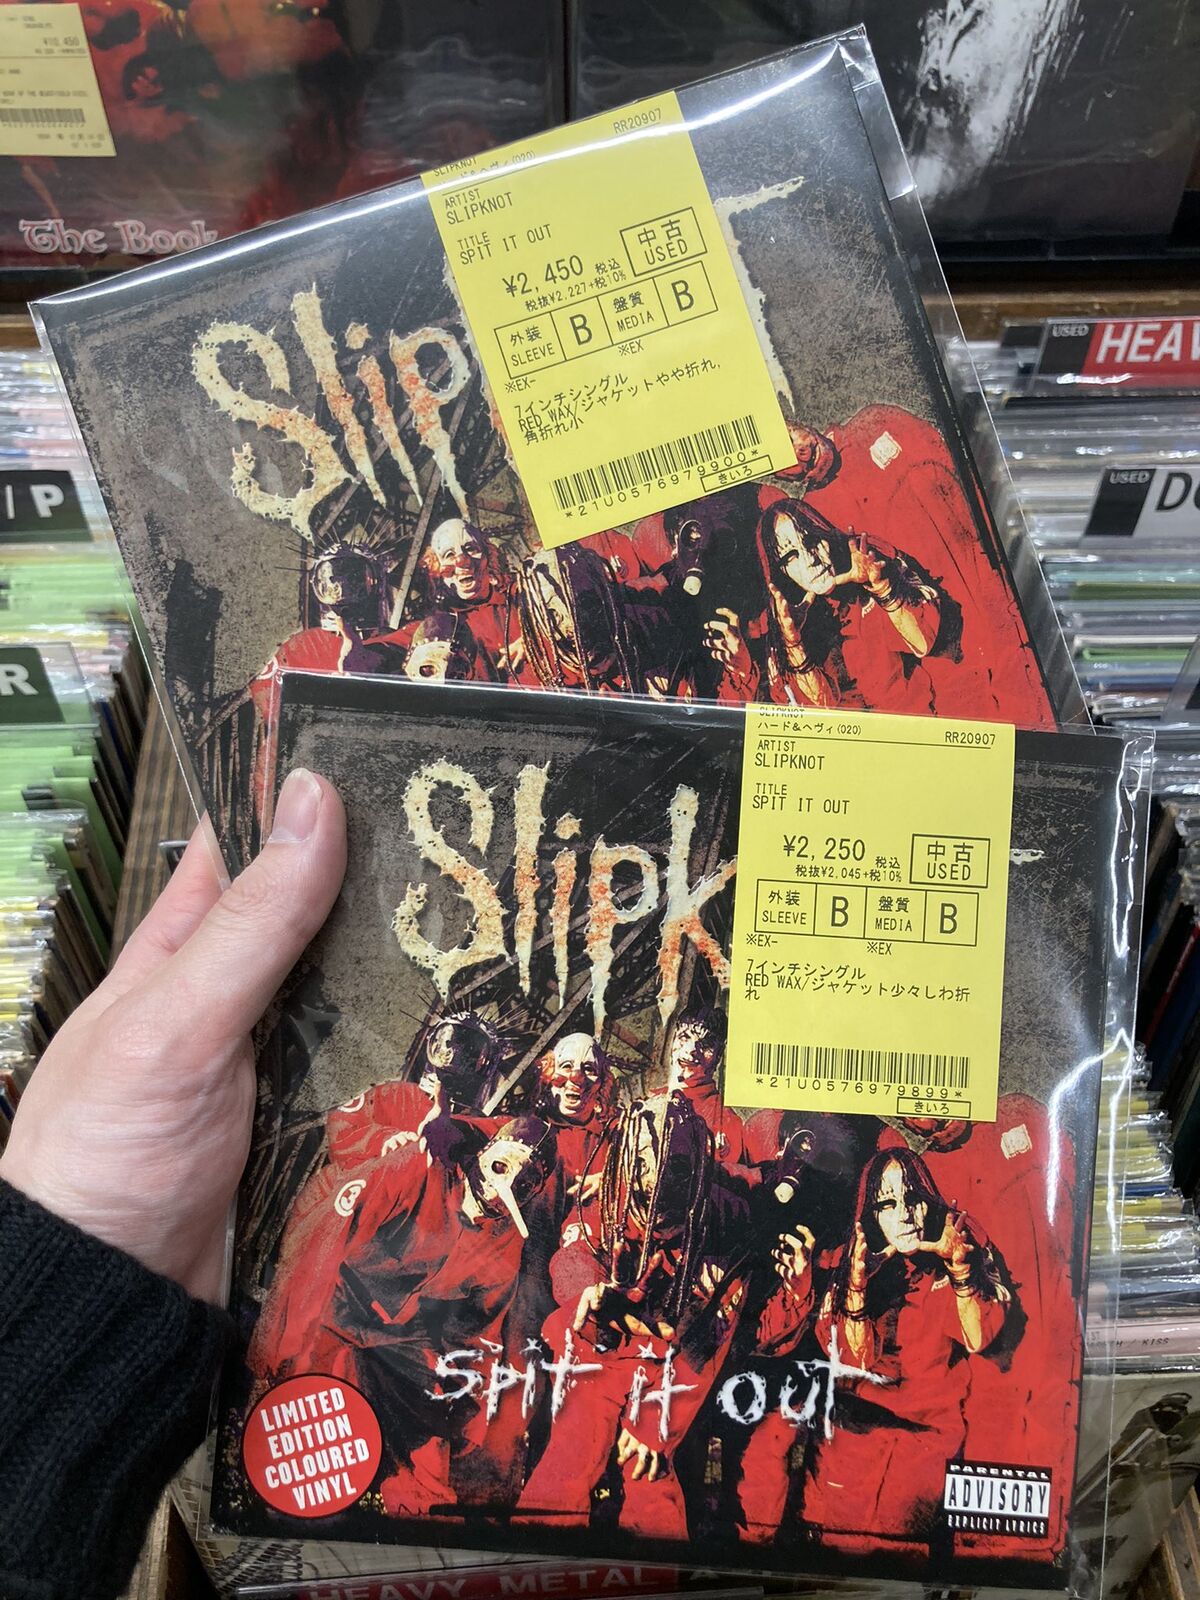 ¥10,450
The Book
RR20907
SLIPKNOT
ARTIST
SLIPKNOT
TITLE
SPIT IT OUT
¥2,450 税込
税抜¥2,227+税10%
中古
USED
外装
SLEEVE
B
盤質
MEDIA
B
※EX-
※EX
7インチシングル
RED WAX/ジャケットやや折れ,
角折れ小
*21U0576979900*
きいろ
Slip
T
USED
HEAV
USED
DO
/P
R
SLIPKNOT
ハード&ヘヴィ(020)
RR20907
ARTIST
SLIPKNOT
TITLE
SPIT IT OUT
¥2,250 税込
税抜¥2,045+税10%
中古
USED
外装
SLEEVE
B
盤質
MEDIA
B
※EX-
※EX
7インチシングル
RED WAX/ジャケット少々しわ折
れ
*21U0576979899*
きいろ
Slipk
spit it out
LIMITED
EDITION
COLOURED
VINYL
PARENTAL
ADVISORY
EXPLICIT LYRICS
/ KISS
HEAVY METAL A